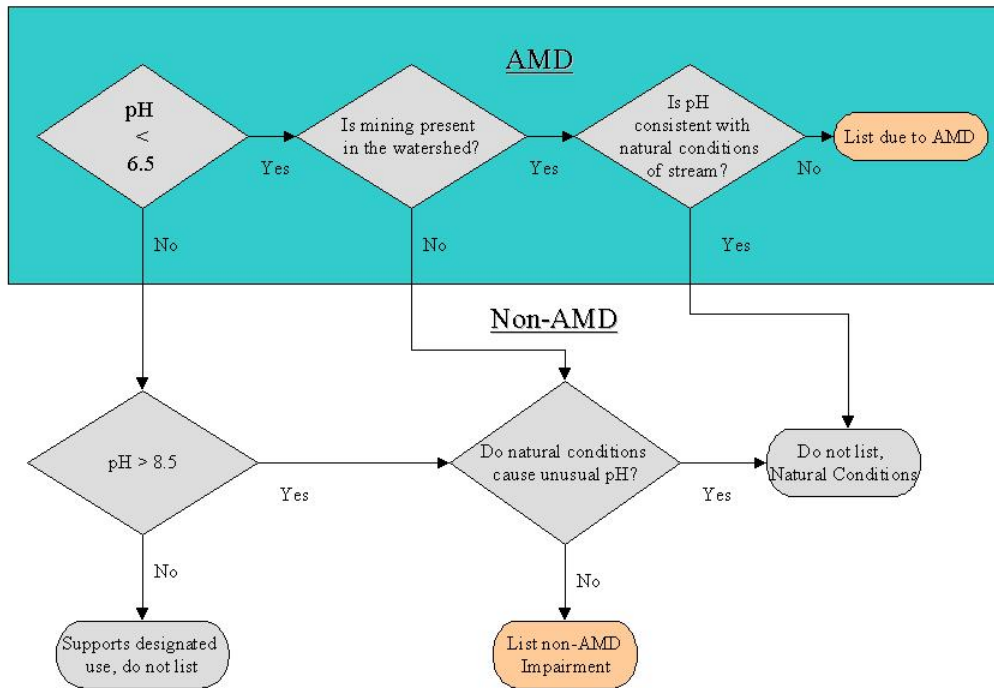 AMD
pH
<
6.5
Yes
Is mining present
in the watershed?
Yes
Is pH
consistent with
natural conditions
of stream?
No
List due to AMD
No
No
Yes
Non-AMD
pH > 8.5
Yes
Do natural conditions
cause unusual pH?
Yes
Do not list,
Natural Conditions
No
No
Supports designated
use, do not list
List non-AMD
Impairment